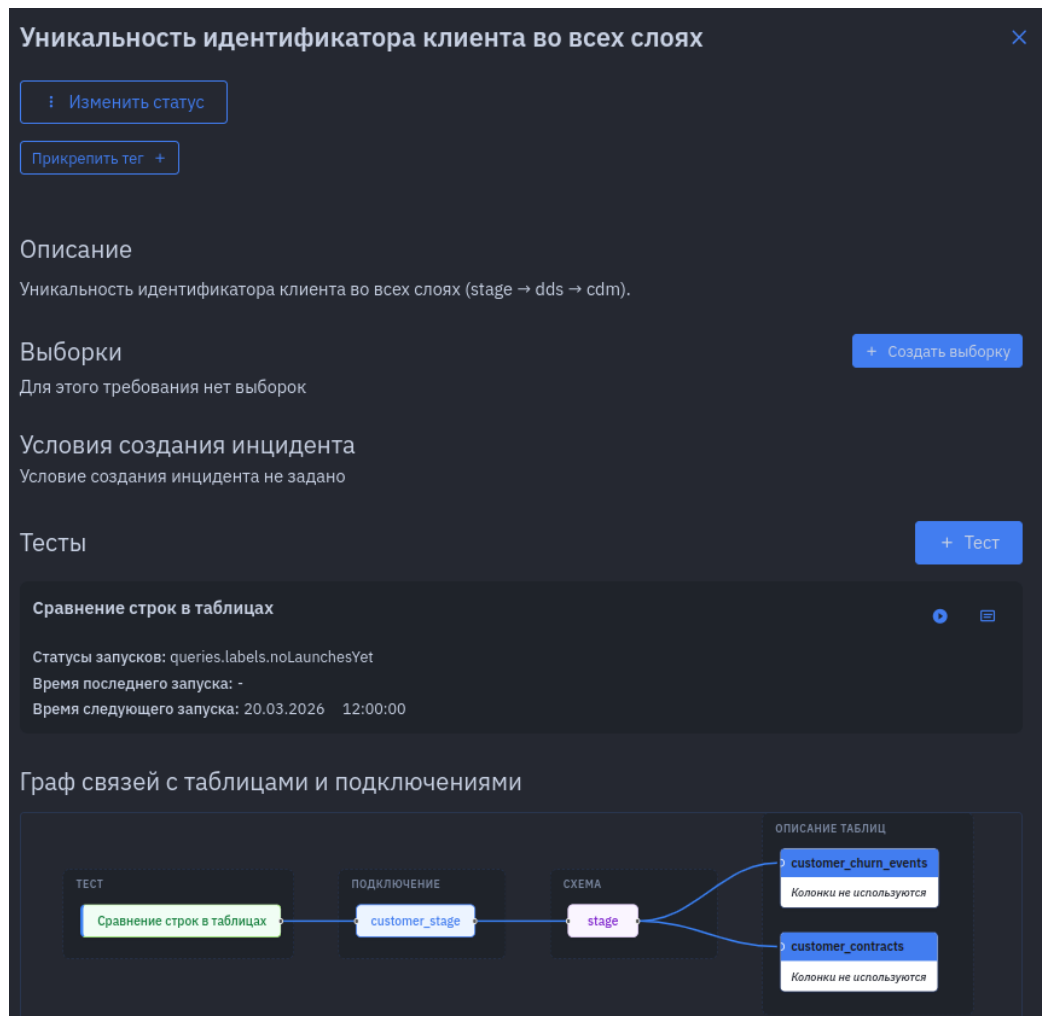 Уникальность идентификатора клиента во всех слоях
Изменить статус
Прикрепить тег +
Описание
Уникальность идентификатора клиента во всех слоях (stage → dds → cdm).
Выборки
+ Создать выборку
Для этого требования нет выборок
Условия создания инцидента
Условие создания инцидента не задано
Тесты
+ Тест
Сравнение строк в таблицах
Статусы запусков: queries.labels.noLaunchesYet
Время последнего запуска: -
Время следующего запуска: 20.03.2026 12:00:00
Граф связей с таблицами и подключениями
ТЕСТ
Сравнение строк в таблицах
ПОДКЛЮЧЕНИЕ
customer_stage
СХЕМА
stage
ОПИСАНИЕ ТАБЛИЦ
customer_churn_events
Колонки не используются
customer_contracts
Колонки не используются